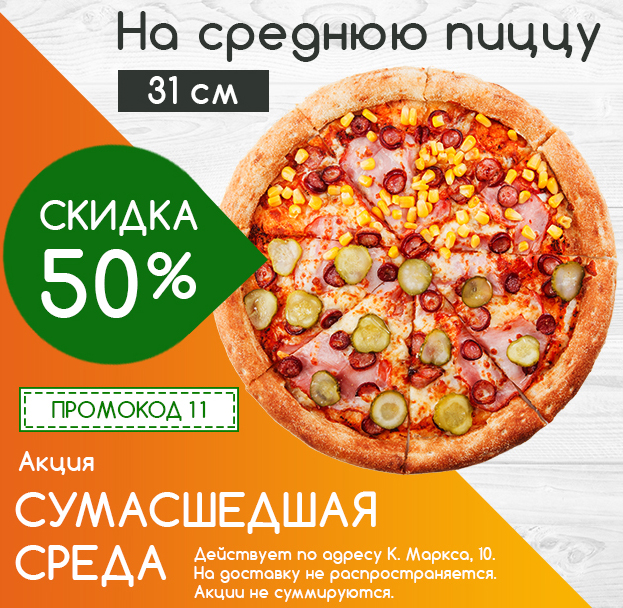 На среднюю пиццу
31 см
СКИДКА
50%
ПРОМОКОД 11
Акция
СУМАСШЕДШАЯ
СРЕДА
Действует по адресу К. Маркса, 10.
На доставку не распространяется.
Акции не суммируются.